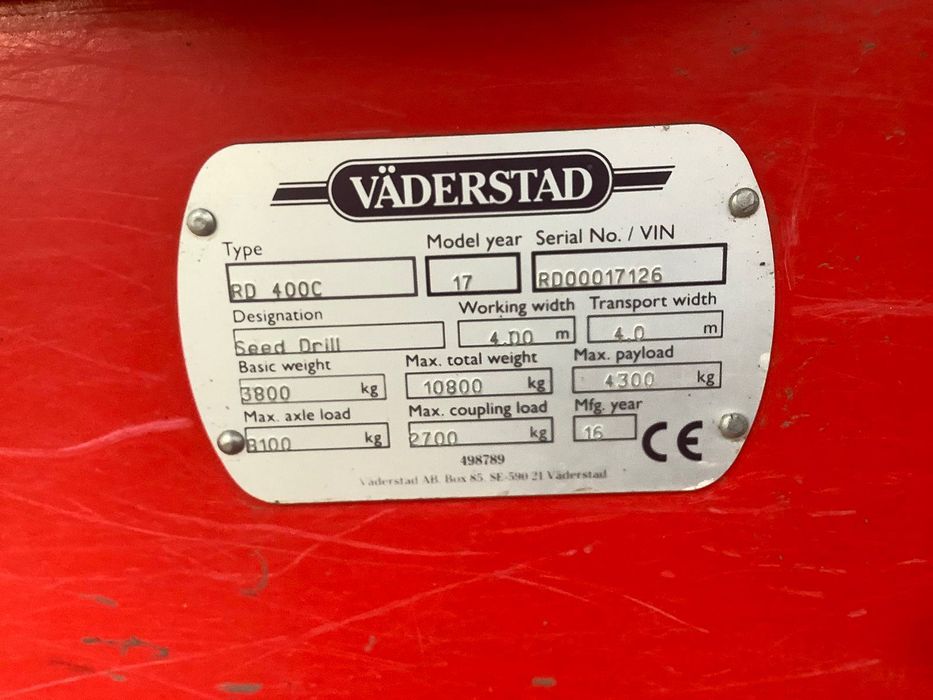 VÄDERSTAD
Type Model year Serial No. / VIN
RD 400C 17 RD00017126
Designation Working width Transport width
Seed Drill 4.00 m 4.0 m
Basic weight Max. total weight Max. payload
3800 kg 10800 kg 4300 kg
Max. axle load Max. coupling load Mfg. year
8100 kg 2700 kg 16 CE
498789
Väderstad AB. Box 85. SE-590 21 Väderstad